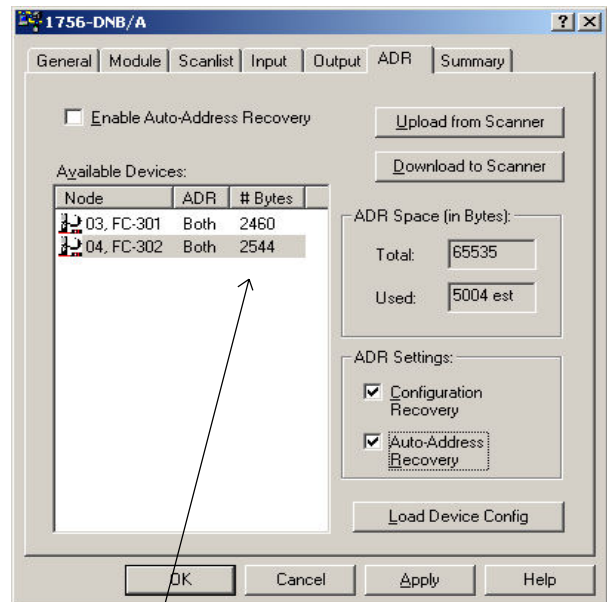 1756-DNB/A
General Module Scanlist Input Output ADR Summary
Enable Auto-Address Recovery
Upload from Scanner
Download to Scanner
Available Devices:
Node ADR # Bytes
03, FC-301 Both 2460
04, FC-302 Both 2544
ADR Space (in Bytes):
Total: 65535
Used: 5004 est
ADR Settings:
Configuration
Recovery
Auto-Address
Recovery
Load Device Config
OK Cancel Apply Help